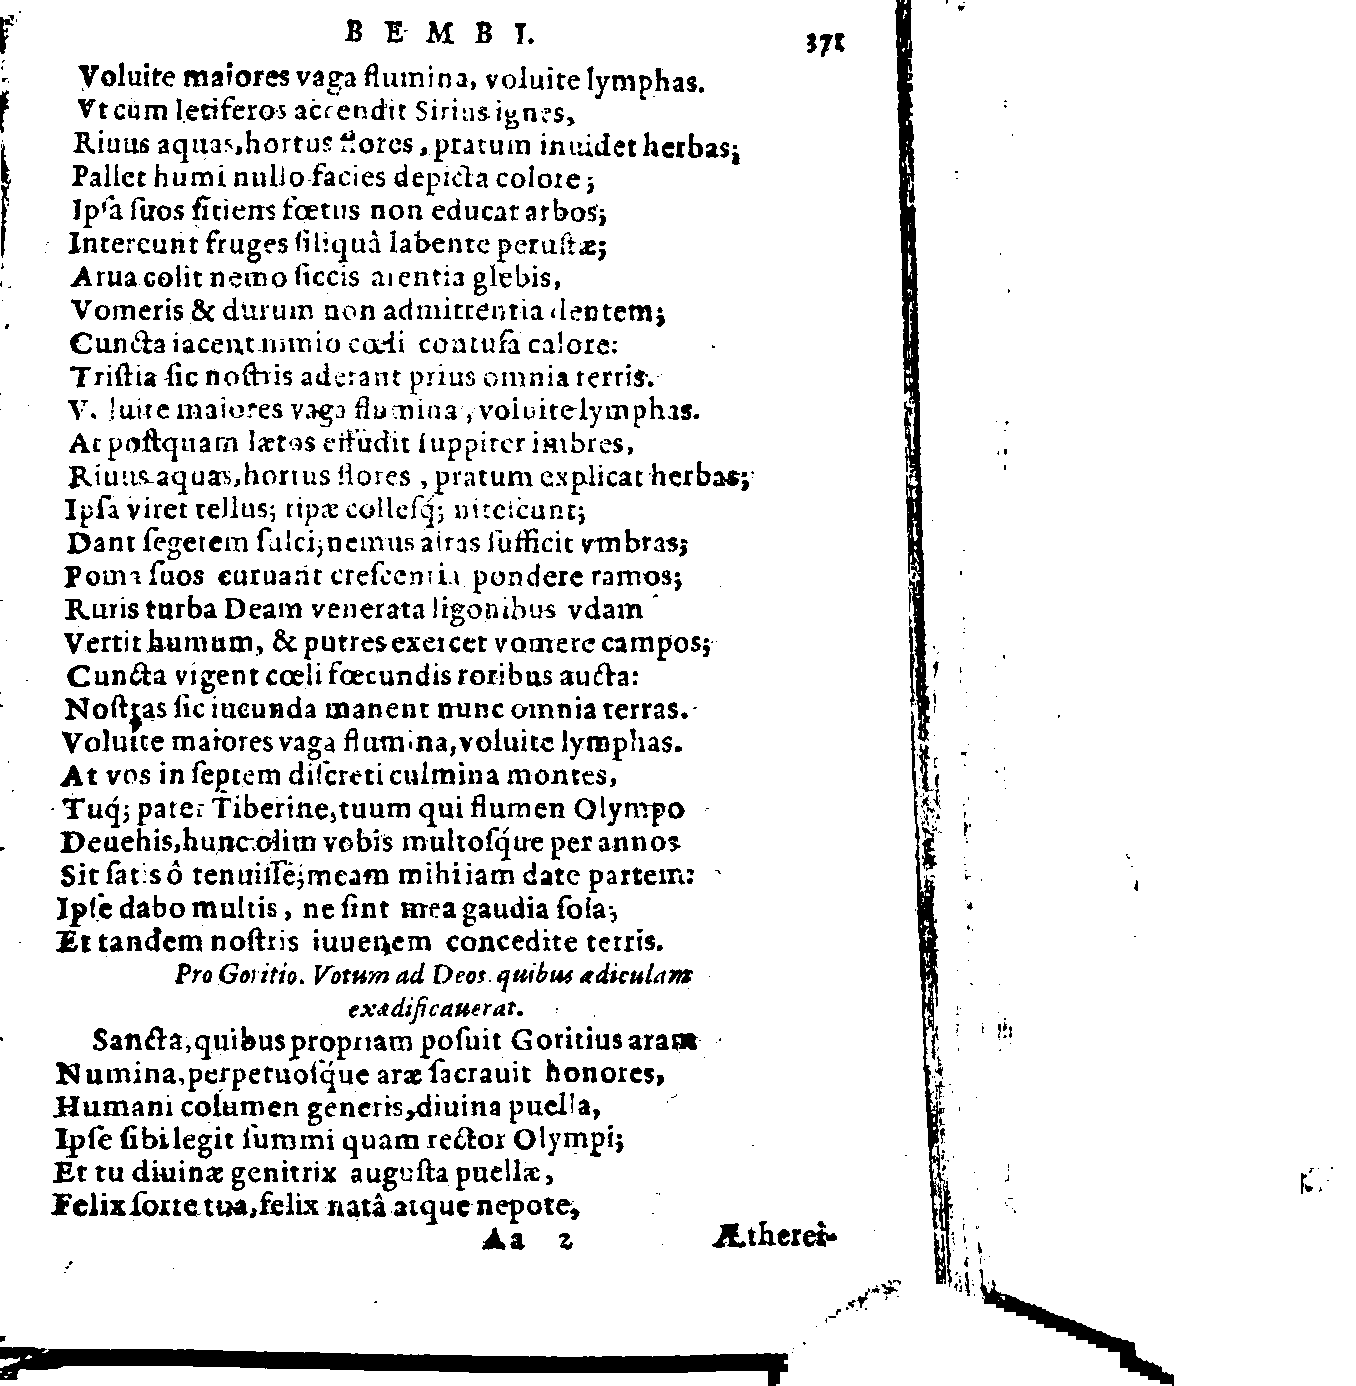 BEMBI. 371
Voluite maiores vaga flumina, voluite lymphas.
Vt cum letiferos accendit Sirius ignes,
Riuus aquas, hortus flores, pratum inuidet herbas;
Pallet humi nullo facies depicta colore;
Ipſa ſuos ſitiens fœtus non educat arbos;
Intereunt fruges ſiliquâ labente peruſtæ;
Arua colit nemo ſiccis arentia glebis,
Vomeris & durum non admittentia dentem;
Cuncta iacent nimio cœli contuſa calore:
Triſtia ſic noſtris aderant prius omnia terris.
Voluite maiores vaga flumina, voluite lymphas.
At poſtquam lætos effudit Iuppiter imbres,
Riuus aquas, hortus flores, pratum explicat herbas;
Ipſa viret tellus; ripæ colleſq́; niteſcunt;
Dant ſegetem ſulci; nemus altas ſufficit vmbras;
Poma ſuos curuant creſcentia pondere ramos;
Ruris turba Deam venerata ligonibus vdam
Vertit humum, & putres exercet vomere campos;
Cuncta vigent cœli fœcundis roribus aucta:
Noſtras ſic iucunda manent nunc omnia terras.
Voluite maiores vaga flumina, voluite lymphas.
At vos in ſeptem diſcreti culmina montes,
Tuq́; pater Tiberine, tuum qui flumen Olympo
Deuehis, hunc olim vobis multoſq́ue per annos
Sit ſatis ô tenuiſſe; meam mihi iam date partem:
Ipſe dabo multis, ne ſint mea gaudia ſola;
Et tandem noſtris iuuenem concedite terris.
Pro Goritio. Votum ad Deos. quibus ædiculam
exædificauerat.
Sancta, quibus propriam poſuit Goritius aram
Numina, perpetuoſq́ue aræ ſacrauit honores,
Humani columen generis, diuina puella,
Ipſe ſibi legit ſummi quam rector Olympi;
Et tu diuinæ genitrix auguſta puellæ,
Felix ſorte tua, felix natâ atque nepote,
Aa 2 Ætherei-